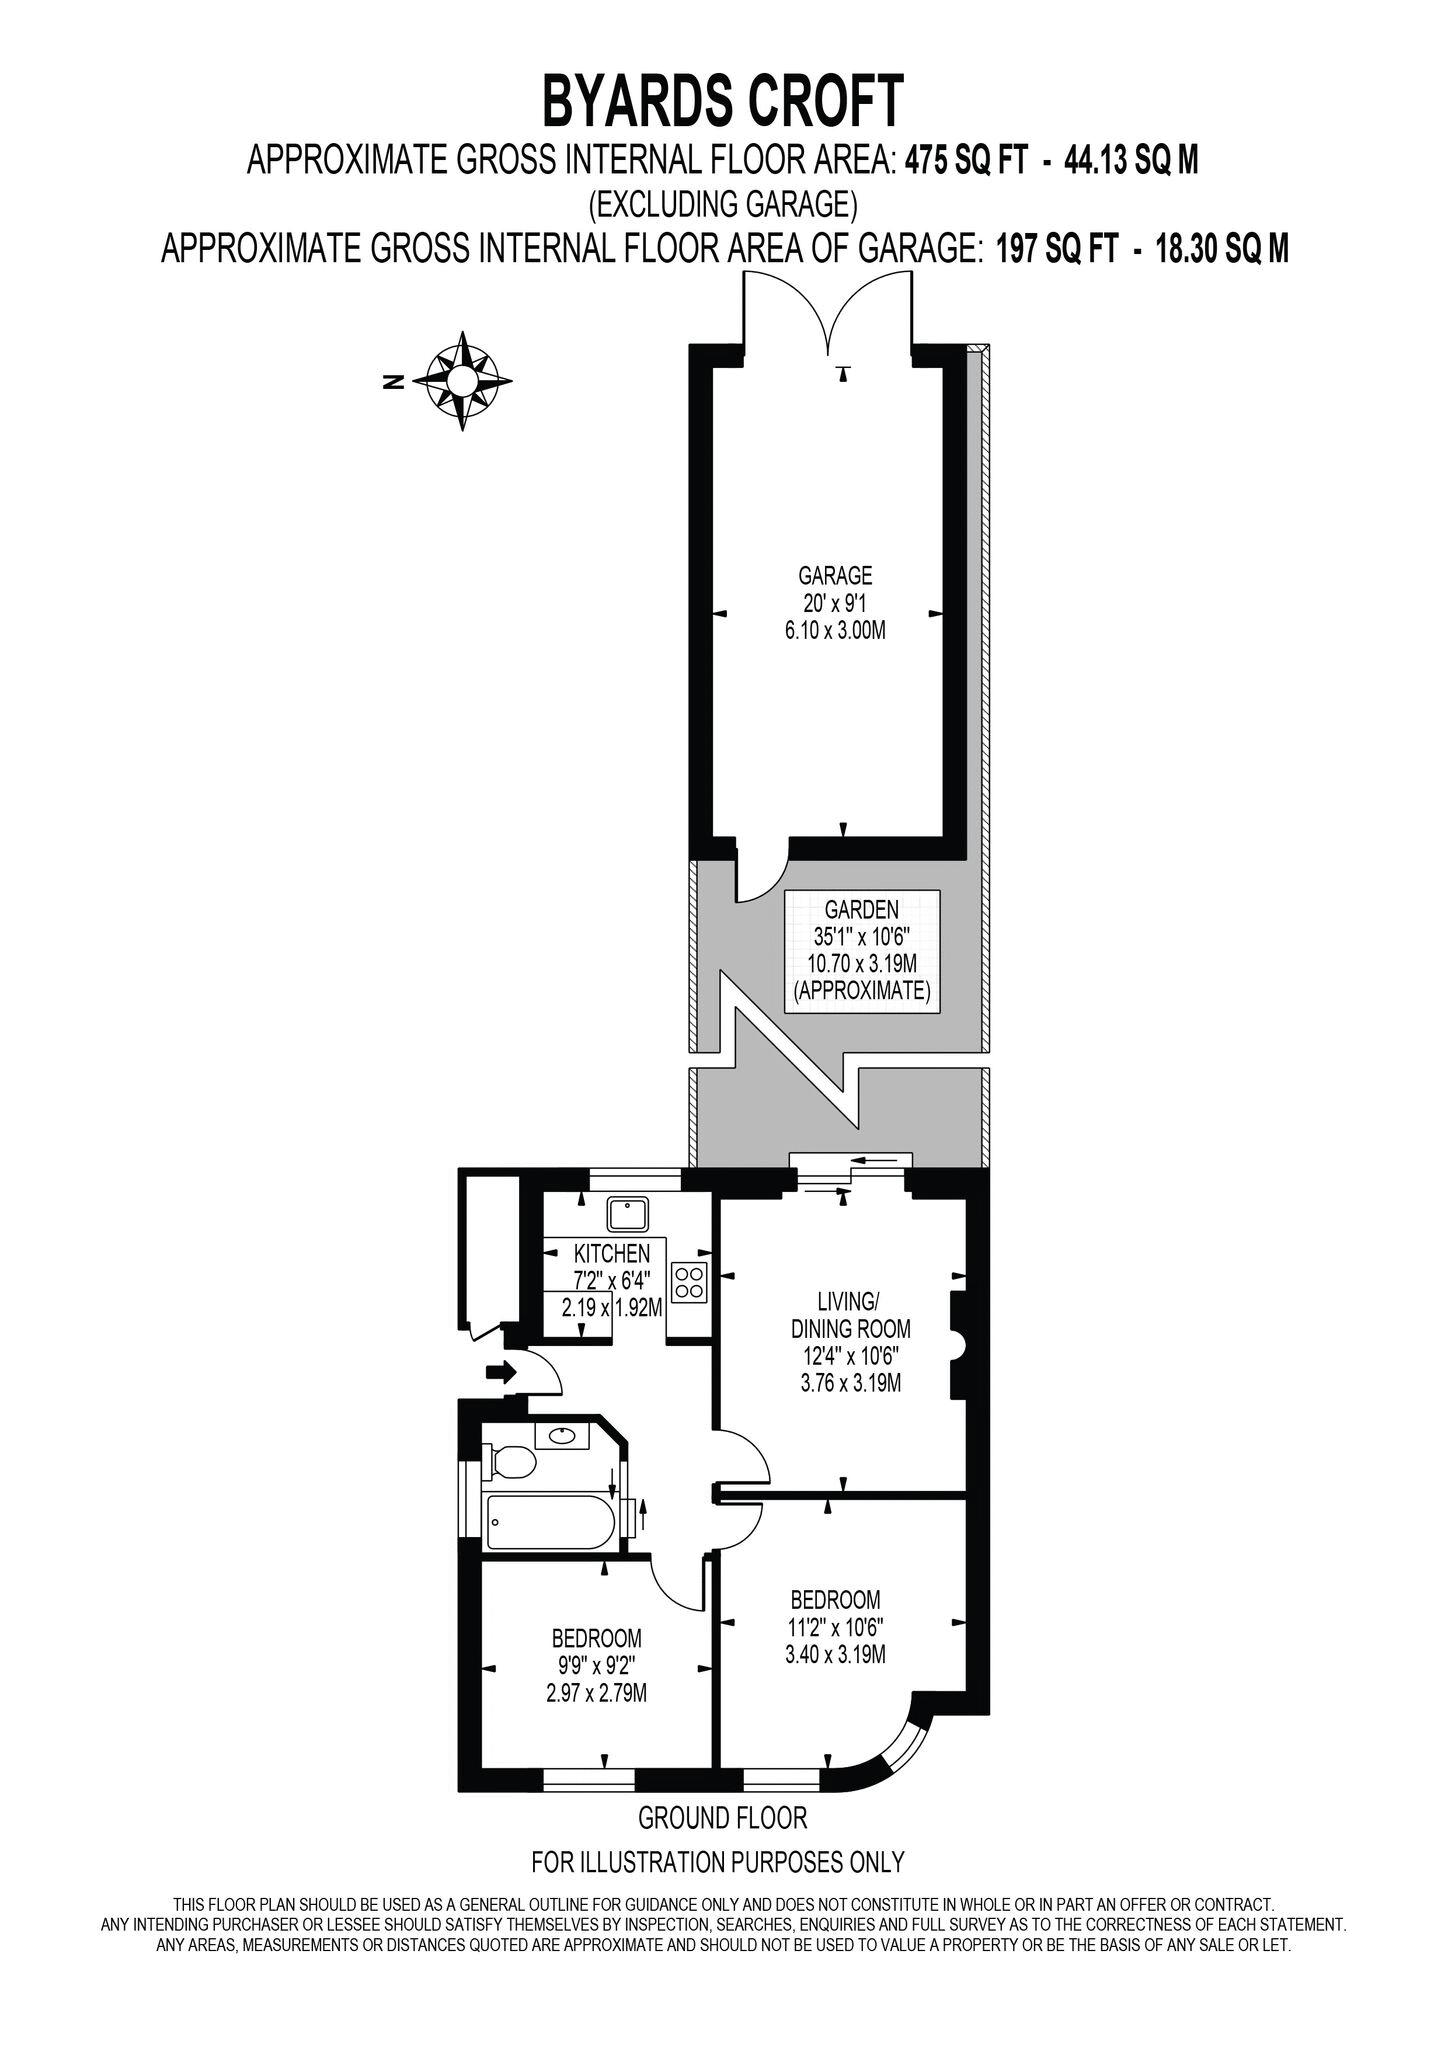 BYARDS CROFT
APPROXIMATE GROSS INTERNAL FLOOR AREA: 475 SQ FT - 44.13 SQ M
(EXCLUDING GARAGE)
APPROXIMATE GROSS INTERNAL FLOOR AREA OF GARAGE: 197 SQ FT - 18.30 SQ M
N
GARAGE
20' x 9'1
6.10 x 3.00M
GARDEN
35'1" x 10'6"
10.70 x 3.19M
(APPROXIMATE)
KITCHEN
7'2" x 6'4"
2.19 x 1.92M
LIVING/
DINING ROOM
12'4" x 10'6"
3.76 x 3.19M
BEDROOM
11'2" x 10'6"
3.40 x 3.19M
BEDROOM
9'9" x 9'2"
2.97 x 2.79M
GROUND FLOOR
FOR ILLUSTRATION PURPOSES ONLY
THIS FLOOR PLAN SHOULD BE USED AS A GENERAL OUTLINE FOR GUIDANCE ONLY AND DOES NOT CONSTITUTE IN WHOLE OR IN PART AN OFFER OR CONTRACT.
ANY INTENDING PURCHASER OR LESSEE SHOULD SATISFY THEMSELVES BY INSPECTION, SEARCHES, ENQUIRIES AND FULL SURVEY AS TO THE CORRECTNESS OF EACH STATEMENT.
ANY AREAS, MEASUREMENTS OR DISTANCES QUOTED ARE APPROXIMATE AND SHOULD NOT BE USED TO VALUE A PROPERTY OR BE THE BASIS OF ANY SALE OR LET.